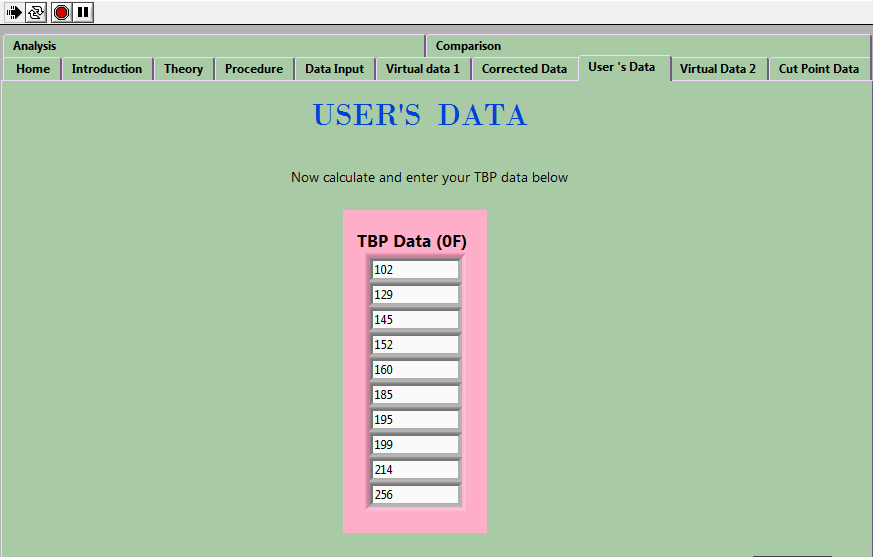 Analysis Comparison
Home Introduction Theory Procedure Data Input Virtual data 1 Corrected Data User 's Data Virtual Data 2 Cut Point Data
USER'S DATA
Now calculate and enter your TBP data below
TBP Data (0F)
102
129
145
152
160
185
195
199
214
256